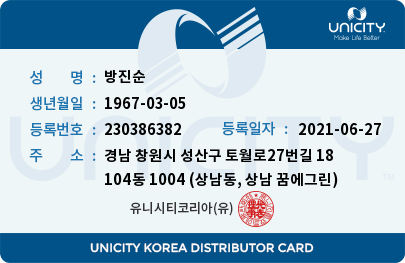 UNICITY
Make Life Better
성 명 : 방진순
생년월일 : 1967-03-05
등록번호 : 230386382 등록일자 : 2021-06-27
주 소 : 경남 창원시 성산구 토월로27번길 18
104동 1004 (상남동, 상남 꿈에그린)
유니시티코리아(유)
UNICITY
UNICITY KOREA DISTRIBUTOR CARD